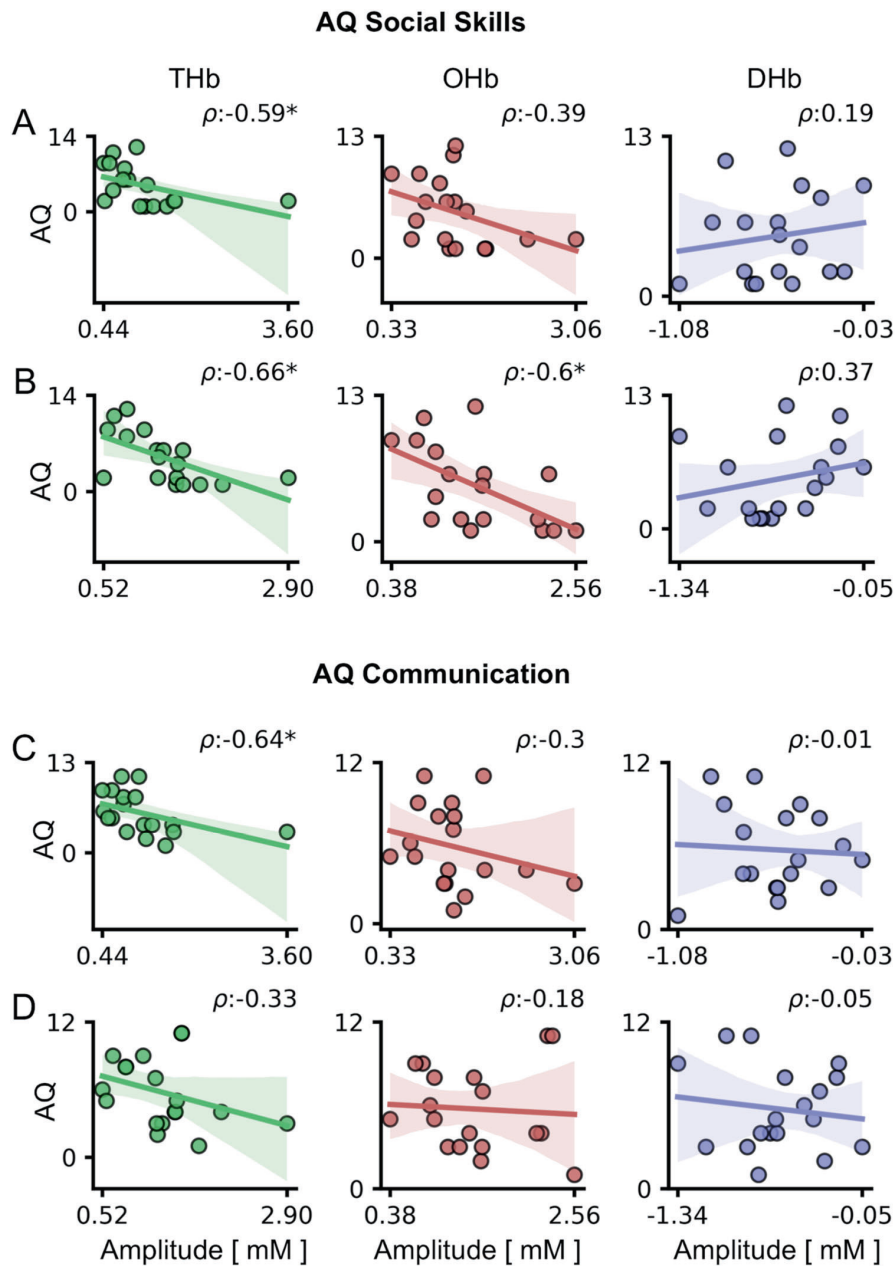 AQ Social Skills
THb OHb DHb
A ρ:-0.59* ρ:-0.39 ρ:0.19
14 13 13
AQ
0 0 0
0.44 3.60 0.33 3.06 -1.08 -0.03
B ρ:-0.66* ρ:-0.6* ρ:0.37
14 13 13
AQ
0 0 0
0.52 2.90 0.38 2.56 -1.34 -0.05
AQ Communication
C ρ:-0.64* ρ:-0.3 ρ:-0.01
13 12 12
AQ
0 0 0
0.44 3.60 0.33 3.06 -1.08 -0.03
D ρ:-0.33 ρ:-0.18 ρ:-0.05
12 12 12
AQ
0 0 0
0.52 2.90 0.38 2.56 -1.34 -0.05
Amplitude [ mM ] Amplitude [ mM ] Amplitude [ mM ]